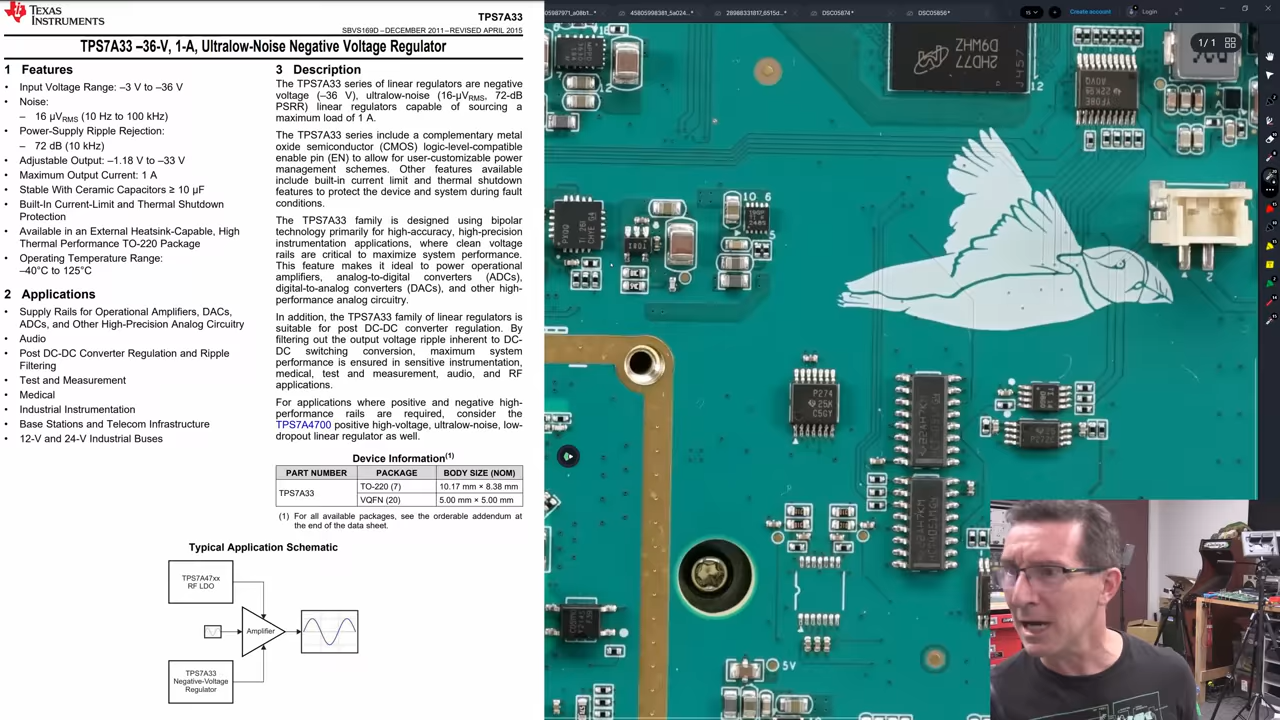 TEXAS
INSTRUMENTS
TPS7A33
SBVS169D – DECEMBER 2011 – REVISED APRIL 2015
TPS7A33 –36-V, 1-A, Ultralow-Noise Negative Voltage Regulator
1 Features
• Input Voltage Range: –3 V to –36 V
• Noise:
– 16 μVRMS (10 Hz to 100 kHz)
• Power-Supply Ripple Rejection:
– 72 dB (10 kHz)
• Adjustable Output: –1.18 V to –33 V
• Maximum Output Current: 1 A
• Stable With Ceramic Capacitors ≥ 10 μF
• Built-In Current-Limit and Thermal Shutdown
Protection
• Available in an External Heatsink-Capable, High
Thermal Performance TO-220 Package
• Operating Temperature Range:
–40°C to 125°C
2 Applications
• Supply Rails for Operational Amplifiers, DACs,
ADCs, and Other High-Precision Analog Circuitry
• Audio
• Post DC-DC Converter Regulation and Ripple
Filtering
• Test and Measurement
• Medical
• Industrial Instrumentation
• Base Stations and Telecom Infrastructure
• 12-V and 24-V Industrial Buses
3 Description
The TPS7A33 series of linear regulators are negative
voltage (–36 V), ultralow-noise (16-μVRMS, 72-dB
PSRR) linear regulators capable of sourcing a
maximum load of 1 A.
The TPS7A33 series include a complementary metal
oxide semiconductor (CMOS) logic-level-compatible
enable pin (EN) to allow for user-customizable power
management schemes. Other features available
include built-in current limit and thermal shutdown
features to protect the device and system during fault
conditions.
The TPS7A33 family is designed using bipolar
technology primarily for high-accuracy, high-precision
instrumentation applications, where clean voltage
rails are critical to maximize system performance.
This feature makes it ideal to power operational
amplifiers, analog-to-digital converters (ADCs),
digital-to-analog converters (DACs), and other high-
performance analog circuitry.
In addition, the TPS7A33 family of linear regulators is
suitable for post DC-DC converter regulation. By
filtering out the output voltage ripple inherent to DC-
DC switching conversion, maximum system
performance is ensured in sensitive instrumentation,
medical, test and measurement, audio, and RF
applications.
For applications where positive and negative high-
performance rails are required, consider the
TPS7A4700 positive high-voltage, ultralow-noise, low-
dropout linear regulator as well.
Device Information(1)
PART NUMBER PACKAGE BODY SIZE (NOM)
TPS7A33 TO-220 (7) 10.17 mm × 8.38 mm
VQFN (20) 5.00 mm × 5.00 mm
(1) For all available packages, see the orderable addendum at
the end of the data sheet.
Typical Application Schematic
TPS7A47xx
RF LDO
Amplifier
TPS7A33
Negative-Voltage
Regulator
DSC05874*
DSC05856*
Create account
Login
1/1
D9ZHM
2HD77
12
10 6
5
P274
25K
C5GY
5V